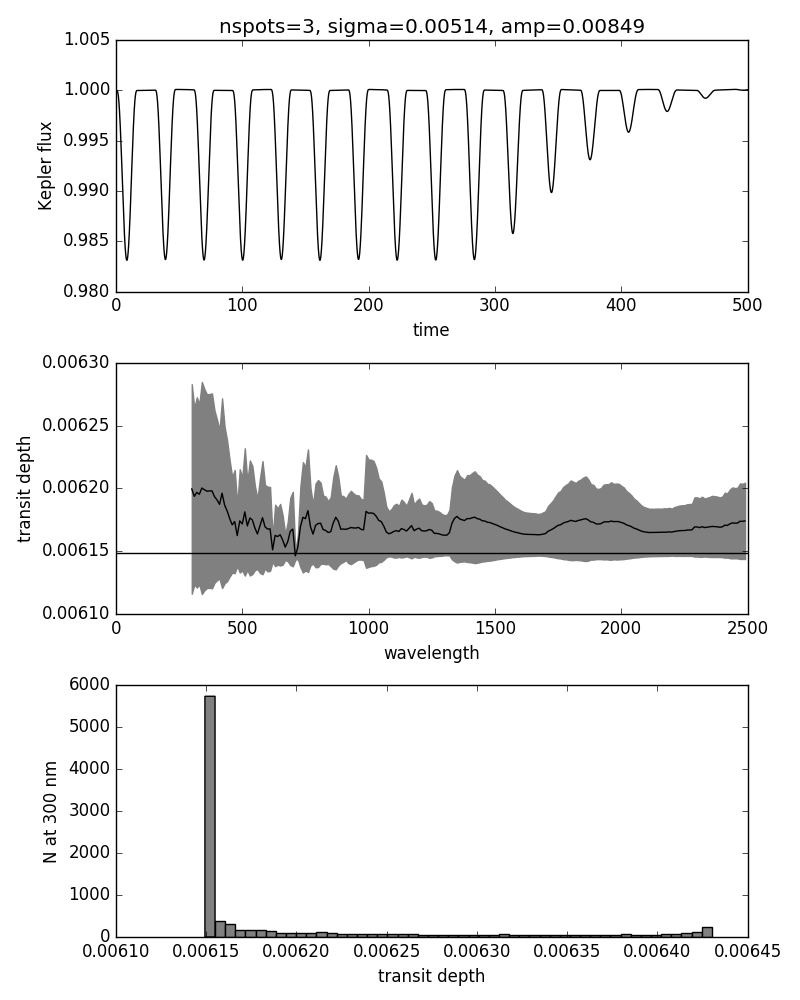 nspots=3, sigma=0.00514, amp=0.00849
1.005
1.000
0.995
0.990
0.985
0.980
Kepler flux
0 100 200 300 400 500
time
0.00630
0.00625
0.00620
0.00615
0.00610
transit depth
0 500 1000 1500 2000 2500
wavelength
6000
5000
4000
3000
2000
1000
0
N at 300 nm
0.00610 0.00615 0.00620 0.00625 0.00630 0.00635 0.00640 0.00645
transit depth